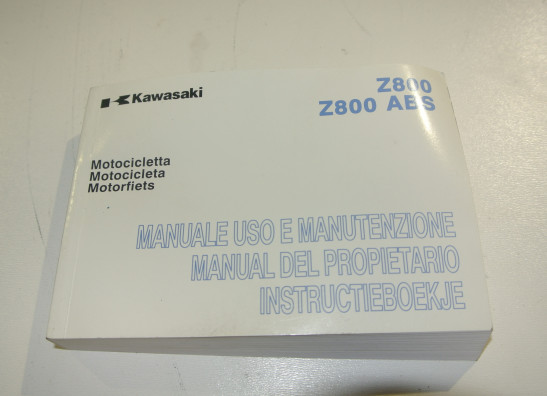 Kawasaki
Z800
Z800 ABS
Motocicletta
Motocicleta
Motorfiets
MANUALE USO E MANUTENZIONE
MANUAL DEL PROPIETARIO
INSTRUCTIEBOEKJE